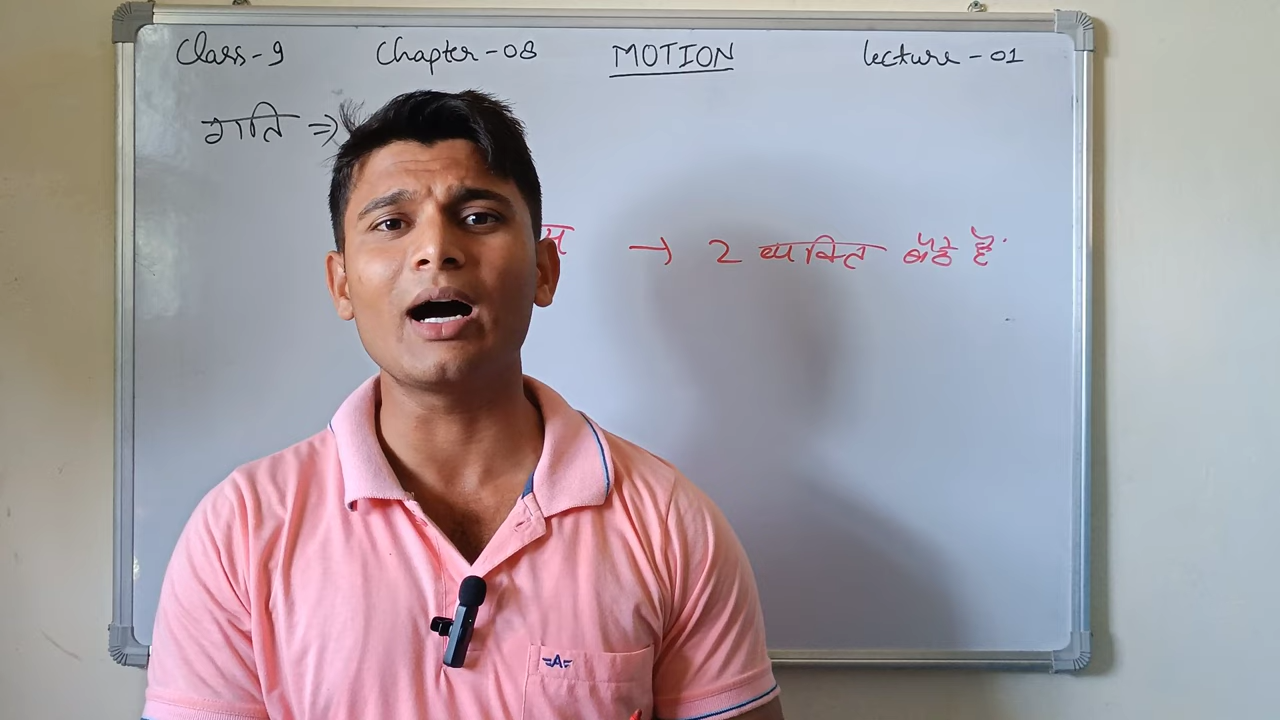 Class-9 Chapter-08 MOTION Lecture-01
गति ⇒
स → 2 व्यक्ति बैठे हैं.
A